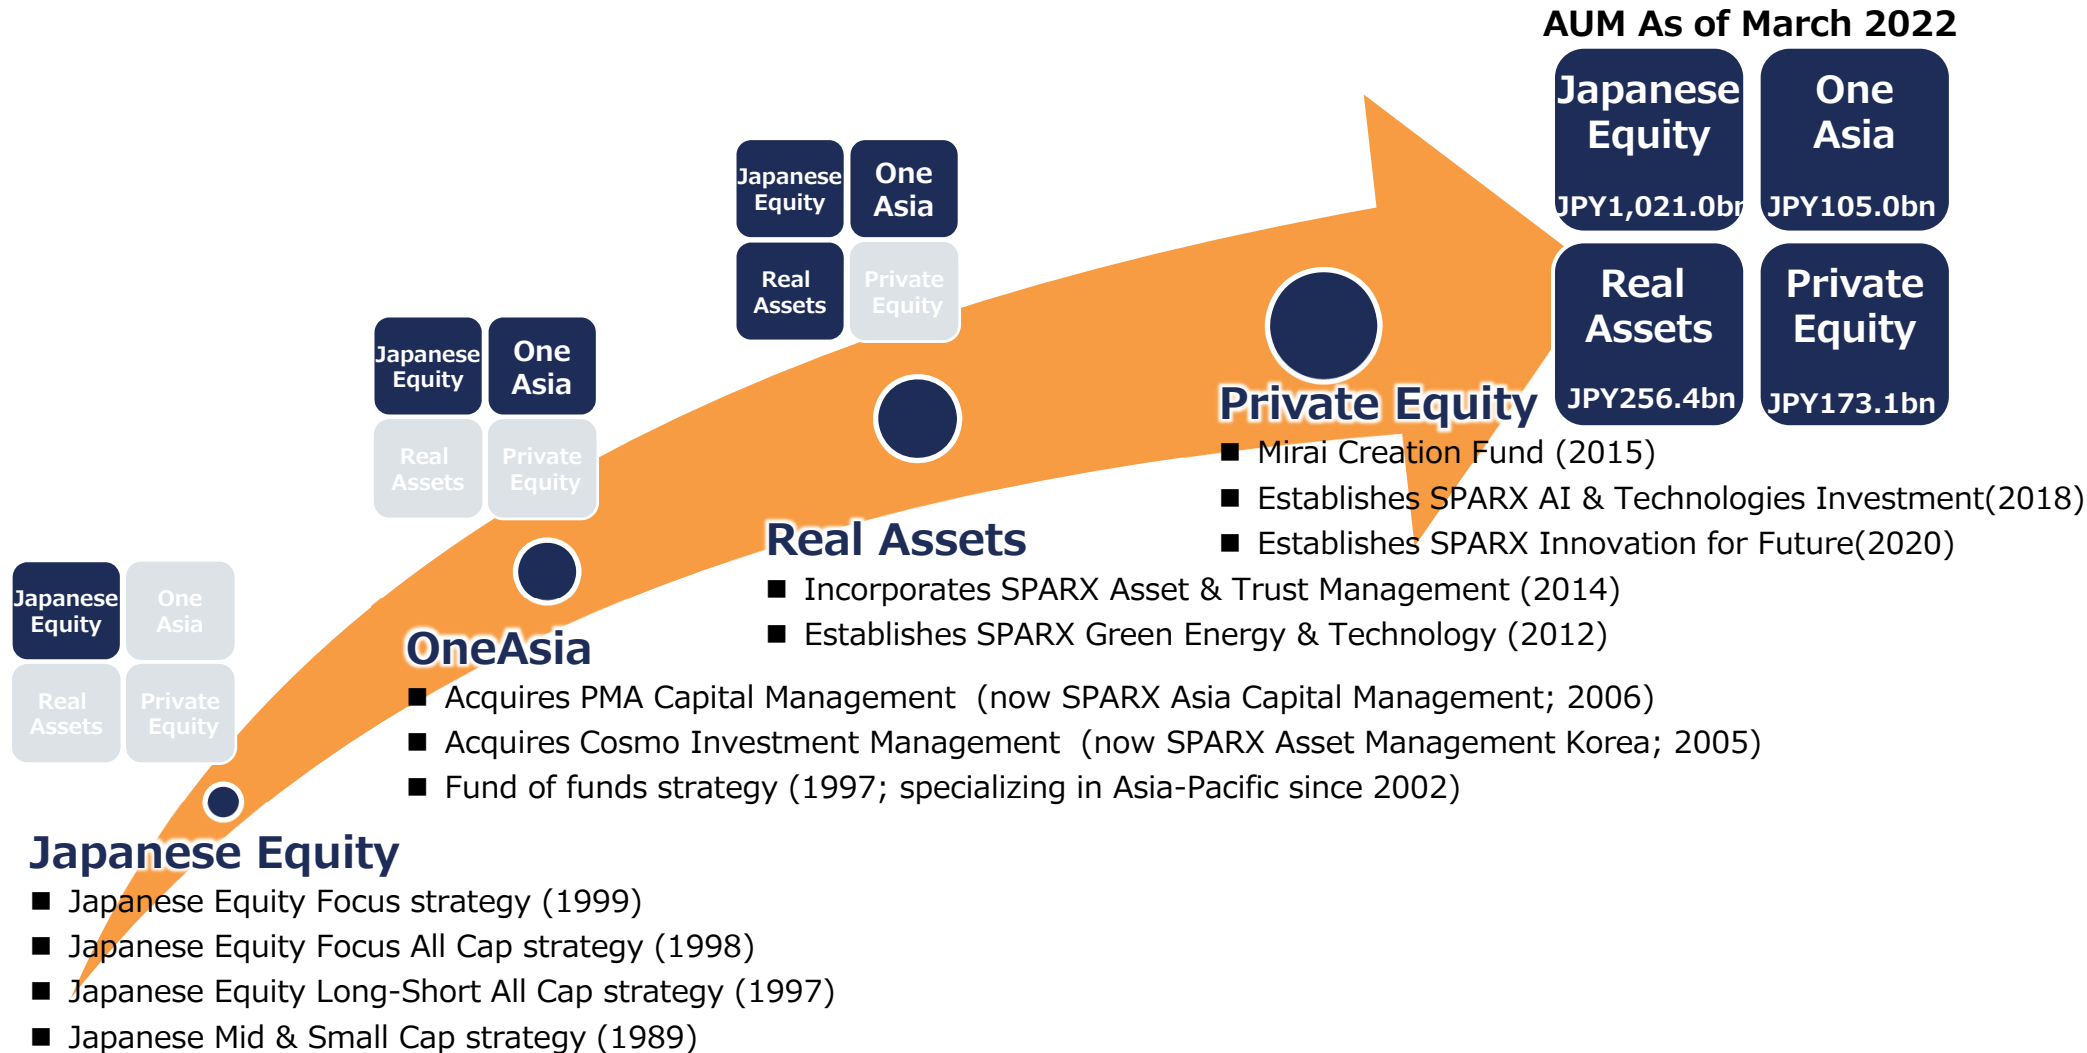 AUM As of March 2022
Japanese
Equity
JPY1,021.0bn
One
Asia
JPY105.0bn
Real
Assets
JPY256.4bn
Private
Equity
JPY173.1bn
Japanese
Equity
One
Asia
Real
Assets
Private
Equity
Japanese
Equity
One
Asia
Real
Assets
Private
Equity
Japanese
Equity
One
Asia
Real
Assets
Private
Equity
Private Equity
■ Mirai Creation Fund (2015)
■ Establishes SPARX AI & Technologies Investment(2018)
■ Establishes SPARX Innovation for Future(2020)
Real Assets
■ Incorporates SPARX Asset & Trust Management (2014)
■ Establishes SPARX Green Energy & Technology (2012)
OneAsia
■ Acquires PMA Capital Management (now SPARX Asia Capital Management; 2006)
■ Acquires Cosmo Investment Management (now SPARX Asset Management Korea; 2005)
■ Fund of funds strategy (1997; specializing in Asia-Pacific since 2002)
Japanese Equity
■ Japanese Equity Focus strategy (1999)
■ Japanese Equity Focus All Cap strategy (1998)
■ Japanese Equity Long-Short All Cap strategy (1997)
■ Japanese Mid & Small Cap strategy (1989)